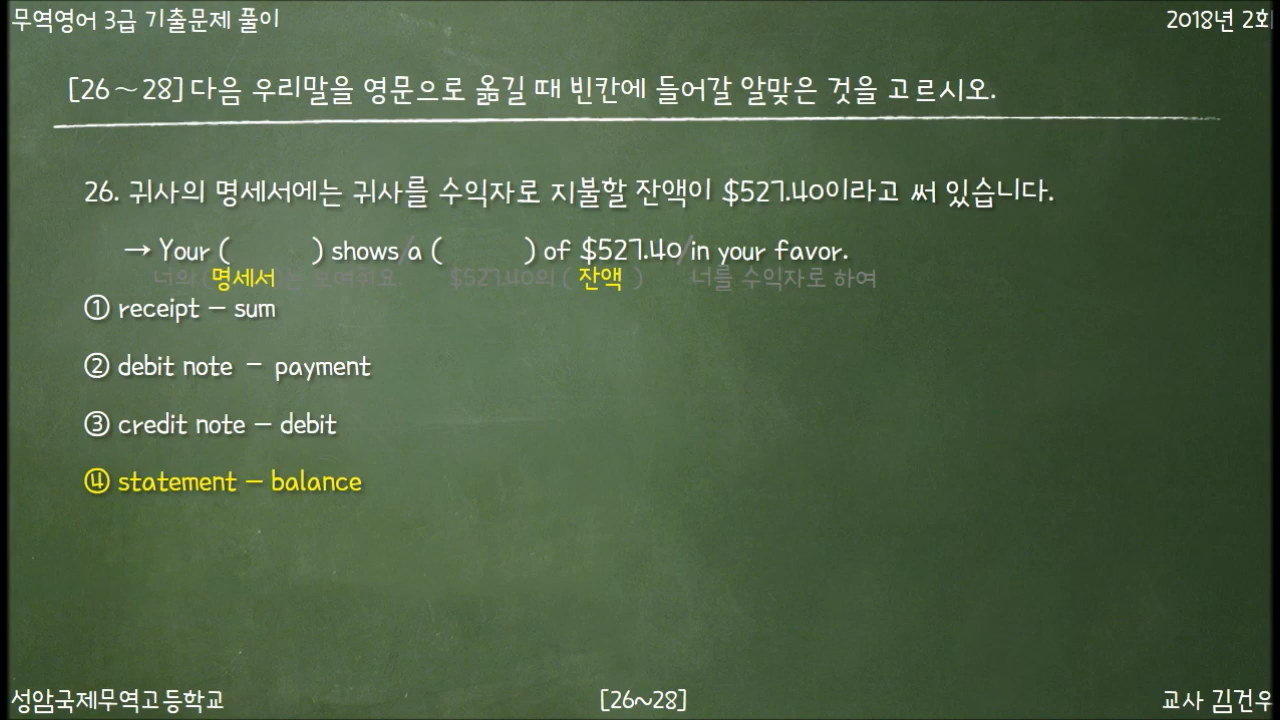 무역영어 3급 기출문제 풀이
2018년 2회
[26~28] 다음 우리말을 영문으로 옮길 때 빈칸에 들어갈 알맞은 것을 고르시오.
26. 귀사의 명세서에는 귀사를 수익자로 지불할 잔액이 $527.40이라고 써 있습니다.
→ Your ( ) shows / a ( ) of $527.40 / in your favor.
너의 ( 명세서 )는 보여줘요. $527.40의 ( 잔액 ) 너를 수익자로 하여
① receipt – sum
② debit note – payment
③ credit note – debit
④ statement – balance
성암국제무역고등학교
[26~28]
교사 김건우